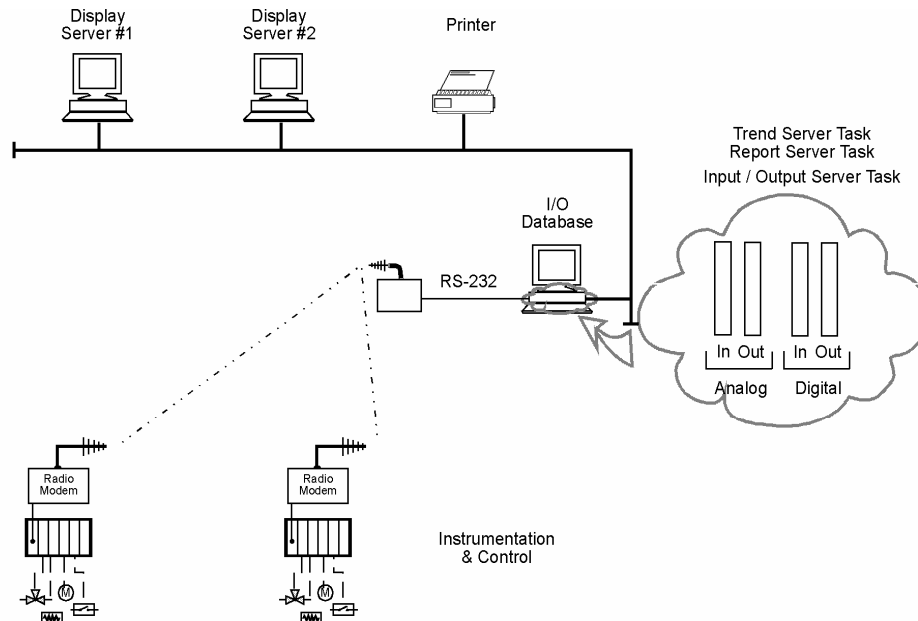 Display
Server #1
Display
Server #2
Printer
Trend Server Task
Report Server Task
Input / Output Server Task
I/O
Database
RS-232
In Out
In Out
Analog
Digital
Radio
Modem
Radio
Modem
Instrumentation
& Control
M
M